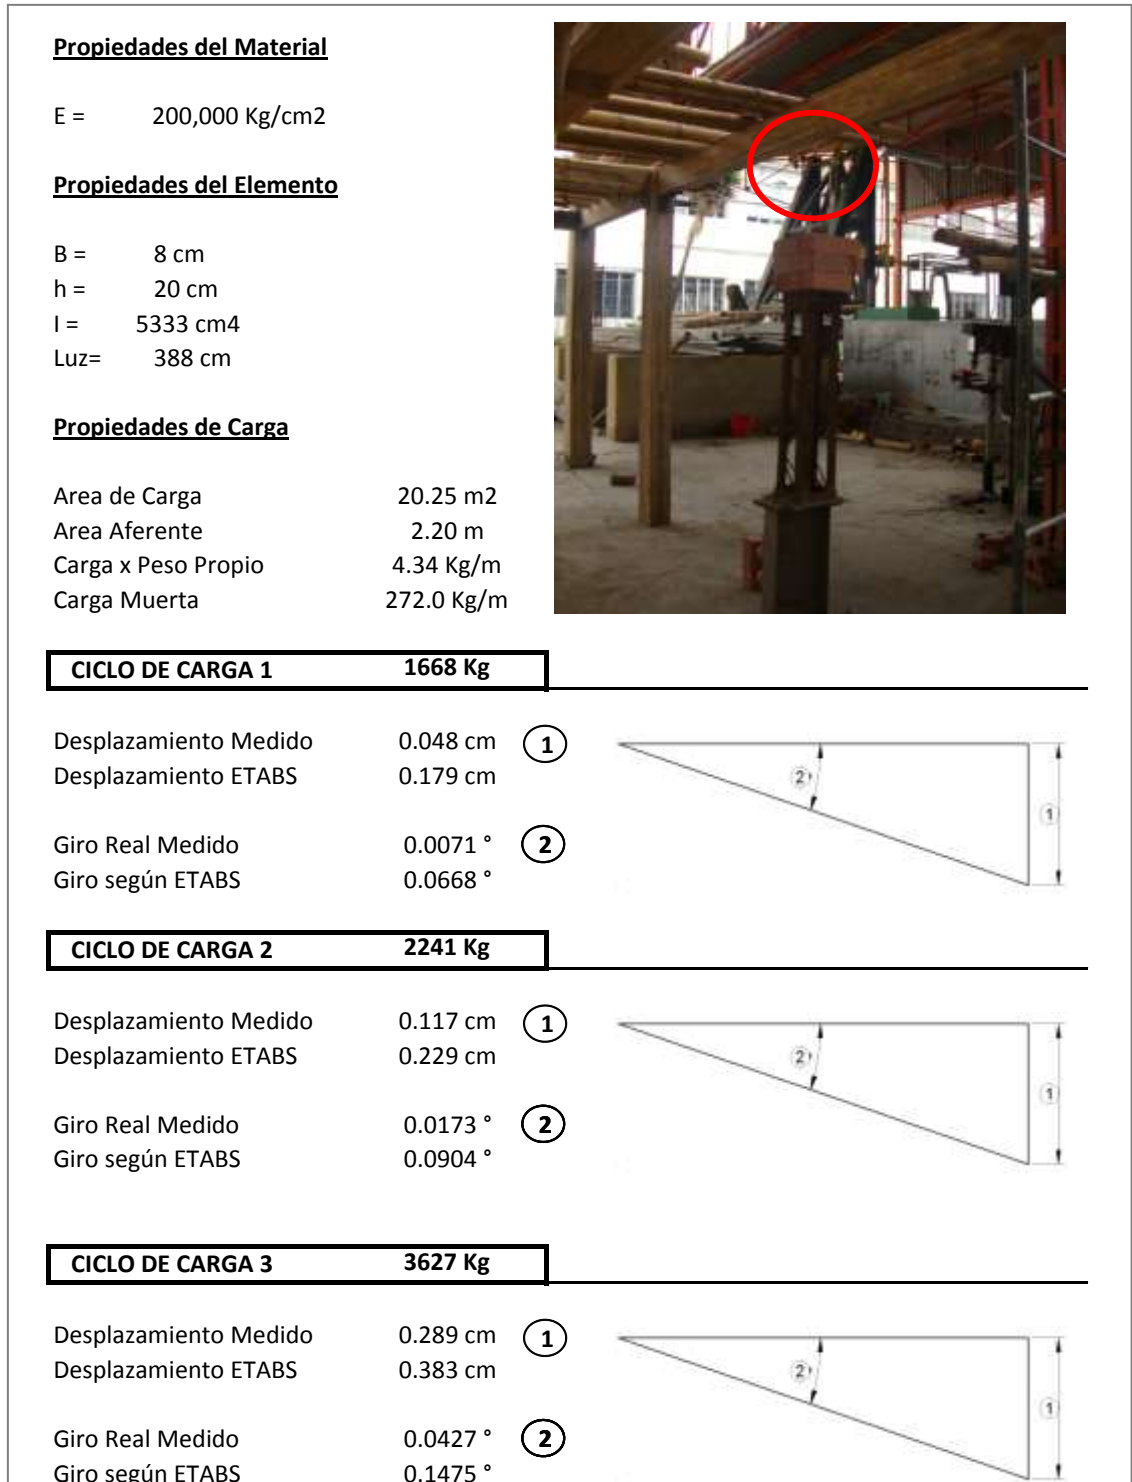 Propiedades del Material
E = 200,000 Kg/cm2
Propiedades del Elemento
B = 8 cm
h = 20 cm
I = 5333 cm4
Luz= 388 cm
Propiedades de Carga
Area de Carga 20.25 m2
Area Aferente 2.20 m
Carga x Peso Propio 4.34 Kg/m
Carga Muerta 272.0 Kg/m
CICLO DE CARGA 1 1668 Kg
Desplazamiento Medido 0.048 cm 1
Desplazamiento ETABS 0.179 cm
Giro Real Medido 0.0071 ° 2
Giro según ETABS 0.0668 °
2
1
CICLO DE CARGA 2 2241 Kg
Desplazamiento Medido 0.117 cm 1
Desplazamiento ETABS 0.229 cm
Giro Real Medido 0.0173 ° 2
Giro según ETABS 0.0904 °
2
1
CICLO DE CARGA 3 3627 Kg
Desplazamiento Medido 0.289 cm 1
Desplazamiento ETABS 0.383 cm
Giro Real Medido 0.0427 ° 2
Giro según ETABS 0.1475 °
2
1